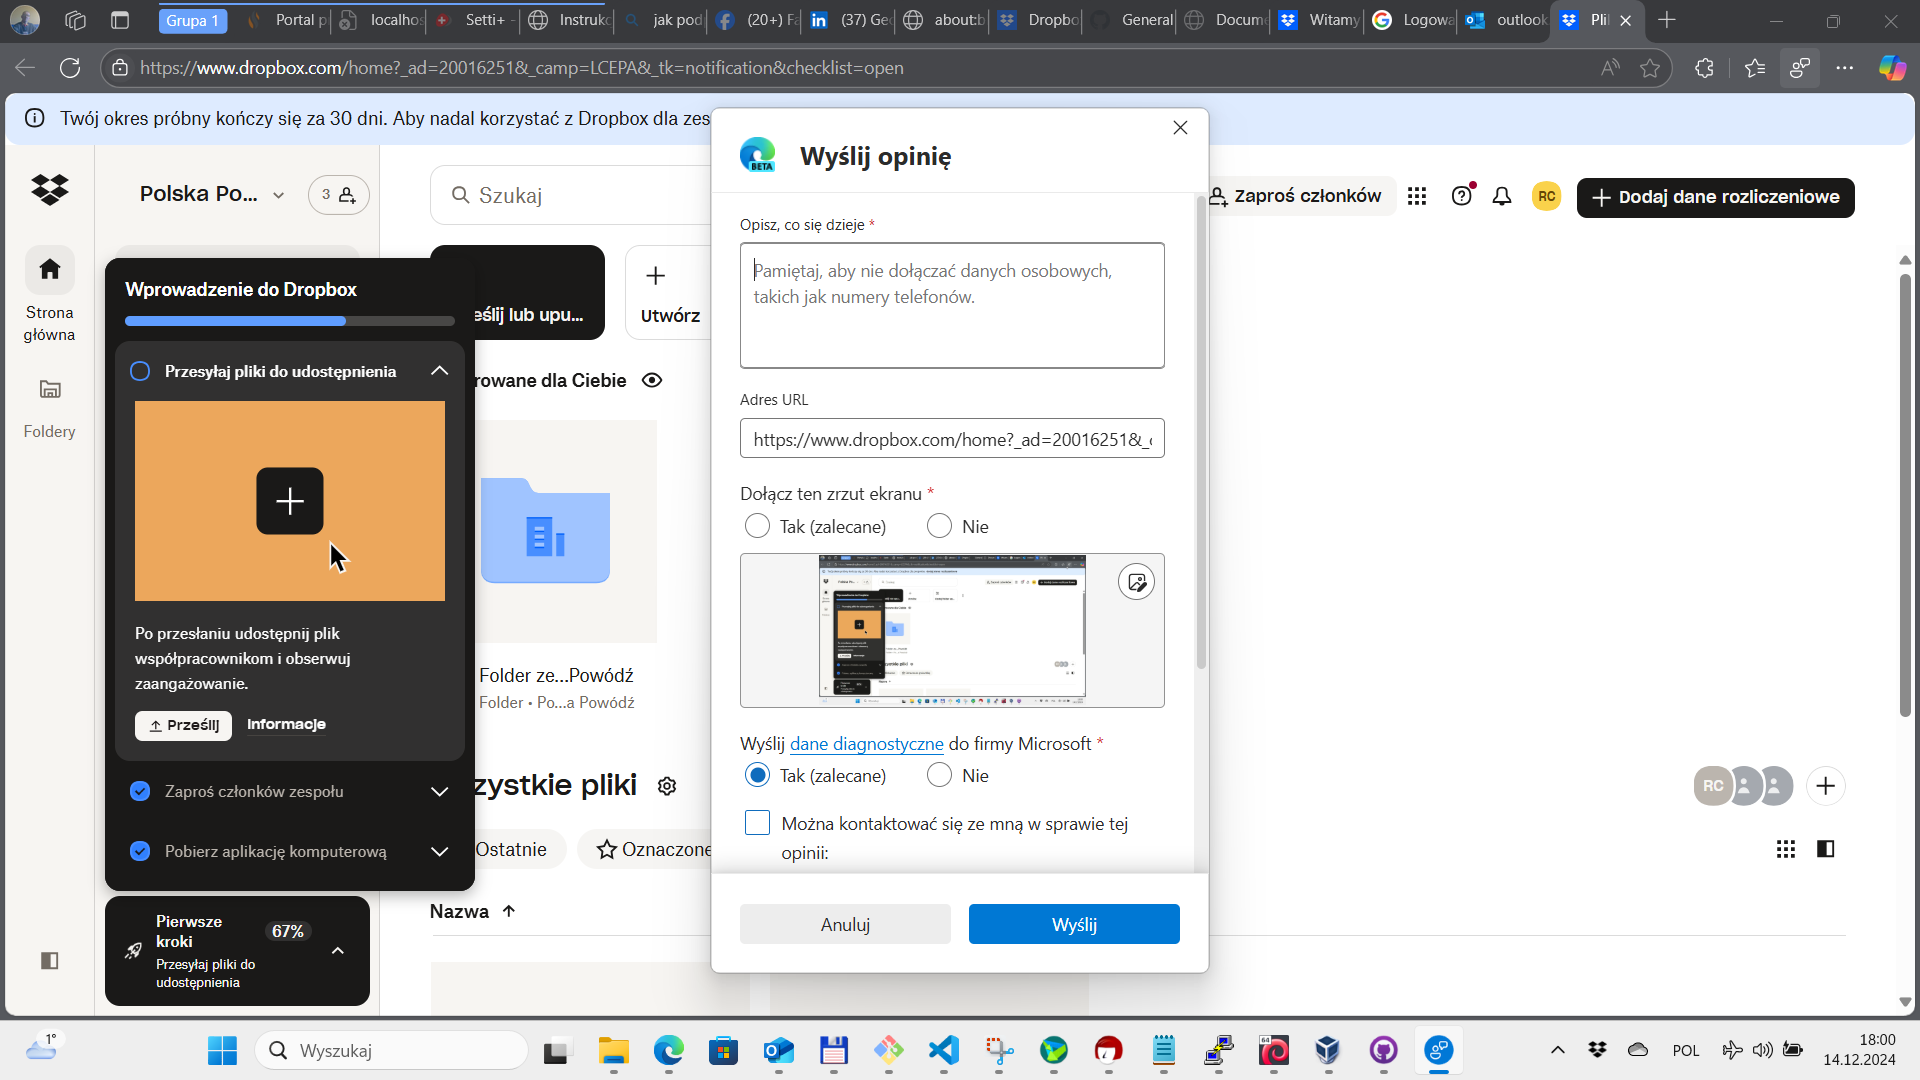 Grupa 1
Portal p
localhos
Setti+ -
Instrukc
jak pod
(20+) Fa
(37) Ge
about:b
Dropbo
General
Docume
Witamy
Logowa
outlook
Pli
https://www.dropbox.com/home?_ad=20016251&_camp=LCEPA&_tk=notification&checklist=open
Twój okres próbny kończy się za 30 dni. Aby nadal korzystać z Dropbox dla zes
Polska Po...
3
Szukaj
Zaproś członków
RC
Dodaj dane rozliczeniowe
Strona
główna
Foldery
Wprowadzenie do Dropbox
Przesyłaj pliki do udostępnienia
Po przesłaniu udostępnij plik
współpracownikom i obserwuj
zaangażowanie.
Prześlij
Informacje
Zaproś członków zespołu
Pobierz aplikację komputerową
Pierwsze
kroki
67%
Przesyłaj pliki do
udostępnienia
eślij lub upu...
Utwórz
rowane dla Ciebie
Folder ze...Powódź
Folder • Po...a Powódź
zystkie pliki
RC
Ostatnie
Oznaczone
Nazwa
BETA
Wyślij opinię
Opisz, co się dzieje *
Pamiętaj, aby nie dołączać danych osobowych,
takich jak numery telefonów.
Adres URL
https://www.dropbox.com/home?_ad=20016251&_c
Dołącz ten zrzut ekranu *
Tak (zalecane)
Nie
Wyślij dane diagnostyczne do firmy Microsoft *
Tak (zalecane)
Nie
Można kontaktować się ze mną w sprawie tej
opinii:
Anuluj
Wyślij
1°
Wyszukaj
64
POL
18:00
14.12.2024